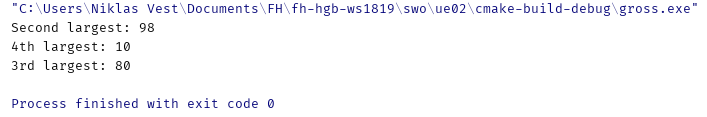 "C:\Users\Niklas Vest\Documents\FH\fh-hgb-ws1819\swo\ue02\cmake-build-debug\gross.exe"
Second largest: 98
4th largest: 10
3rd largest: 80
Process finished with exit code 0